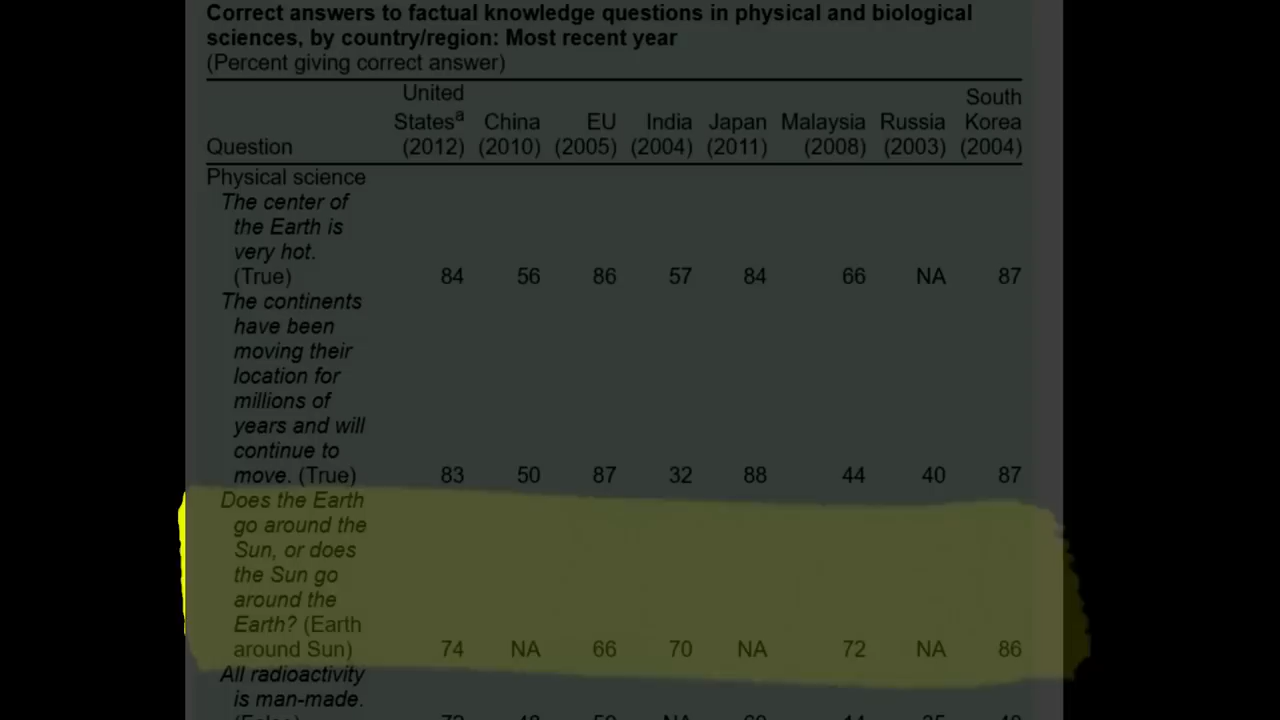 Correct answers to factual knowledge questions in physical and biological
sciences, by country/region: Most recent year
(Percent giving correct answer)
United South
Statesᵃ China EU India Japan Malaysia Russia Korea
Question (2012) (2010) (2005) (2004) (2011) (2008) (2003) (2004)
Physical science
The center of
the Earth is
very hot.
(True) 84 56 86 57 84 66 NA 87
The continents
have been
moving their
location for
millions of
years and will
continue to
move. (True) 83 50 87 32 88 44 40 87
Does the Earth
go around the
Sun, or does
the Sun go
around the
Earth? (Earth
around Sun) 74 NA 66 70 NA 72 NA 86
All radioactivity
is man-made.